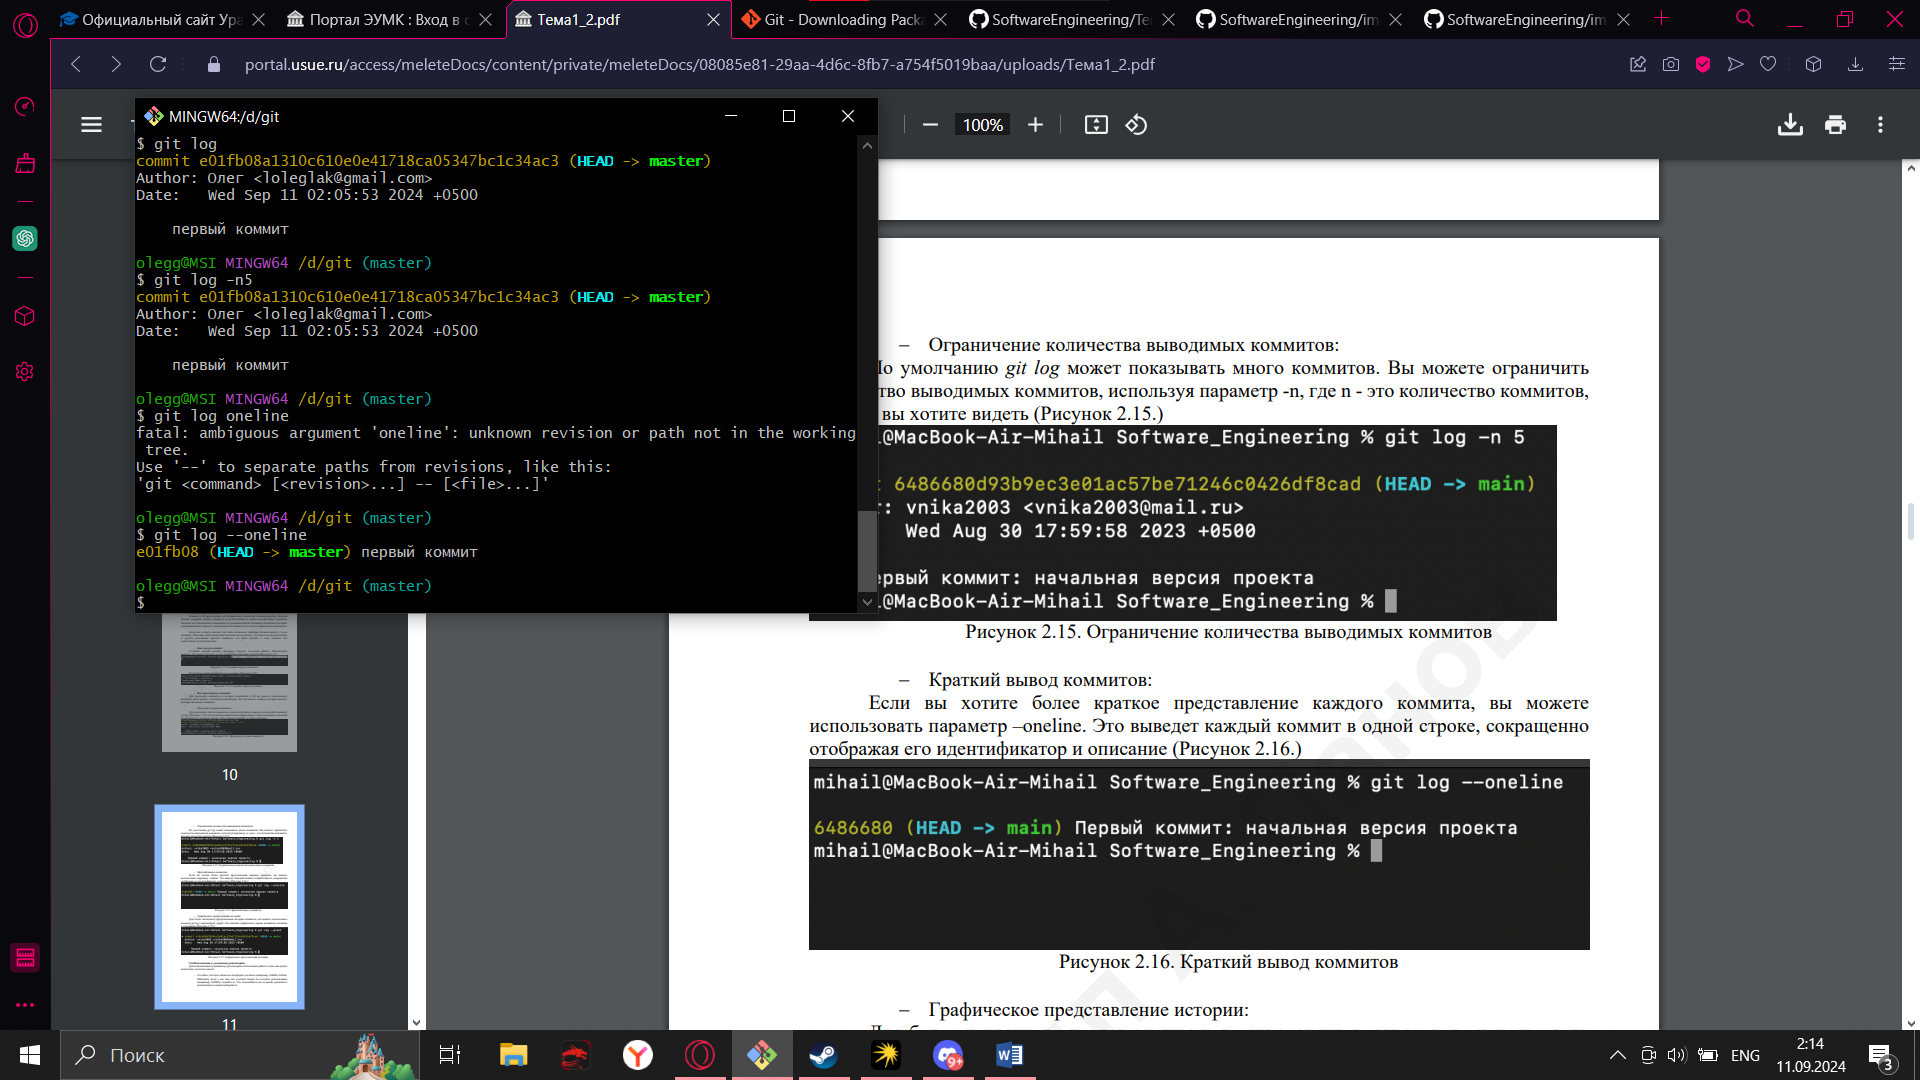 Официальный сайт Ура
Портал ЭУМК : Вход в с
Тема1_2.pdf
Git - Downloading Packa
SoftwareEngineering/Те
SoftwareEngineering/im
SoftwareEngineering/im
portal.usue.ru/access/meleteDocs/content/private/meleteDocs/08085e81-29aa-4d6c-8fb7-a754f5019baa/uploads/Тема1_2.pdf
100%
MINGW64:/d/git
$ git log
commit e01fb08a1310c610e0e41718ca05347bc1c34ac3 (HEAD -> master)
Author: Олег <loleglak@gmail.com>
Date:   Wed Sep 11 02:05:53 2024 +0500
первый коммит
olegg@MSI MINGW64 /d/git (master)
$ git log -n5
commit e01fb08a1310c610e0e41718ca05347bc1c34ac3 (HEAD -> master)
Author: Олег <loleglak@gmail.com>
Date:   Wed Sep 11 02:05:53 2024 +0500
первый коммит
olegg@MSI MINGW64 /d/git (master)
$ git log oneline
fatal: ambiguous argument 'oneline': unknown revision or path not in the working
tree.
Use '--' to separate paths from revisions, like this:
'git <command> [<revision>...] -- [<file>...]'
olegg@MSI MINGW64 /d/git (master)
$ git log --oneline
e01fb08 (HEAD -> master) первый коммит
olegg@MSI MINGW64 /d/git (master)
$
– Ограничение количества выводимых коммитов:
о умолчанию git log может показывать много коммитов. Вы можете ограничить
тво выводимых коммитов, используя параметр -n, где n - это количество коммитов,
вы хотите видеть (Рисунок 2.15.)
l@MacBook-Air-Mihail Software_Engineering % git log -n 5
6486680d93b9ec3e01ac57be71246c0426df8cad (HEAD -> main)
r: vnika2003 <vnika2003@mail.ru>
Wed Aug 30 17:59:58 2023 +0500
ервый коммит: начальная версия проекта
l@MacBook-Air-Mihail Software_Engineering %
Рисунок 2.15. Ограничение количества выводимых коммитов
– Краткий вывод коммитов:
Если вы хотите более краткое представление каждого коммита, вы можете
использовать параметр –oneline. Это выведет каждый коммит в одной строке, сокращенно
отображая его идентификатор и описание (Рисунок 2.16.)
mihail@MacBook-Air-Mihail Software_Engineering % git log --oneline
6486680 (HEAD -> main) Первый коммит: начальная версия проекта
mihail@MacBook-Air-Mihail Software_Engineering %
Рисунок 2.16. Краткий вывод коммитов
– Графическое представление истории:
10
11
Поиск
9+
ENG
2:14
11.09.2024
3